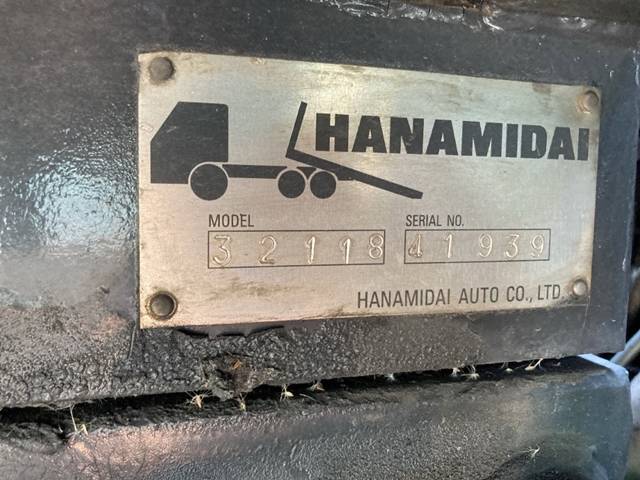 HANAMIDAI
MODEL SERIAL NO.
32118 41939
HANAMIDAI AUTO CO., LTD